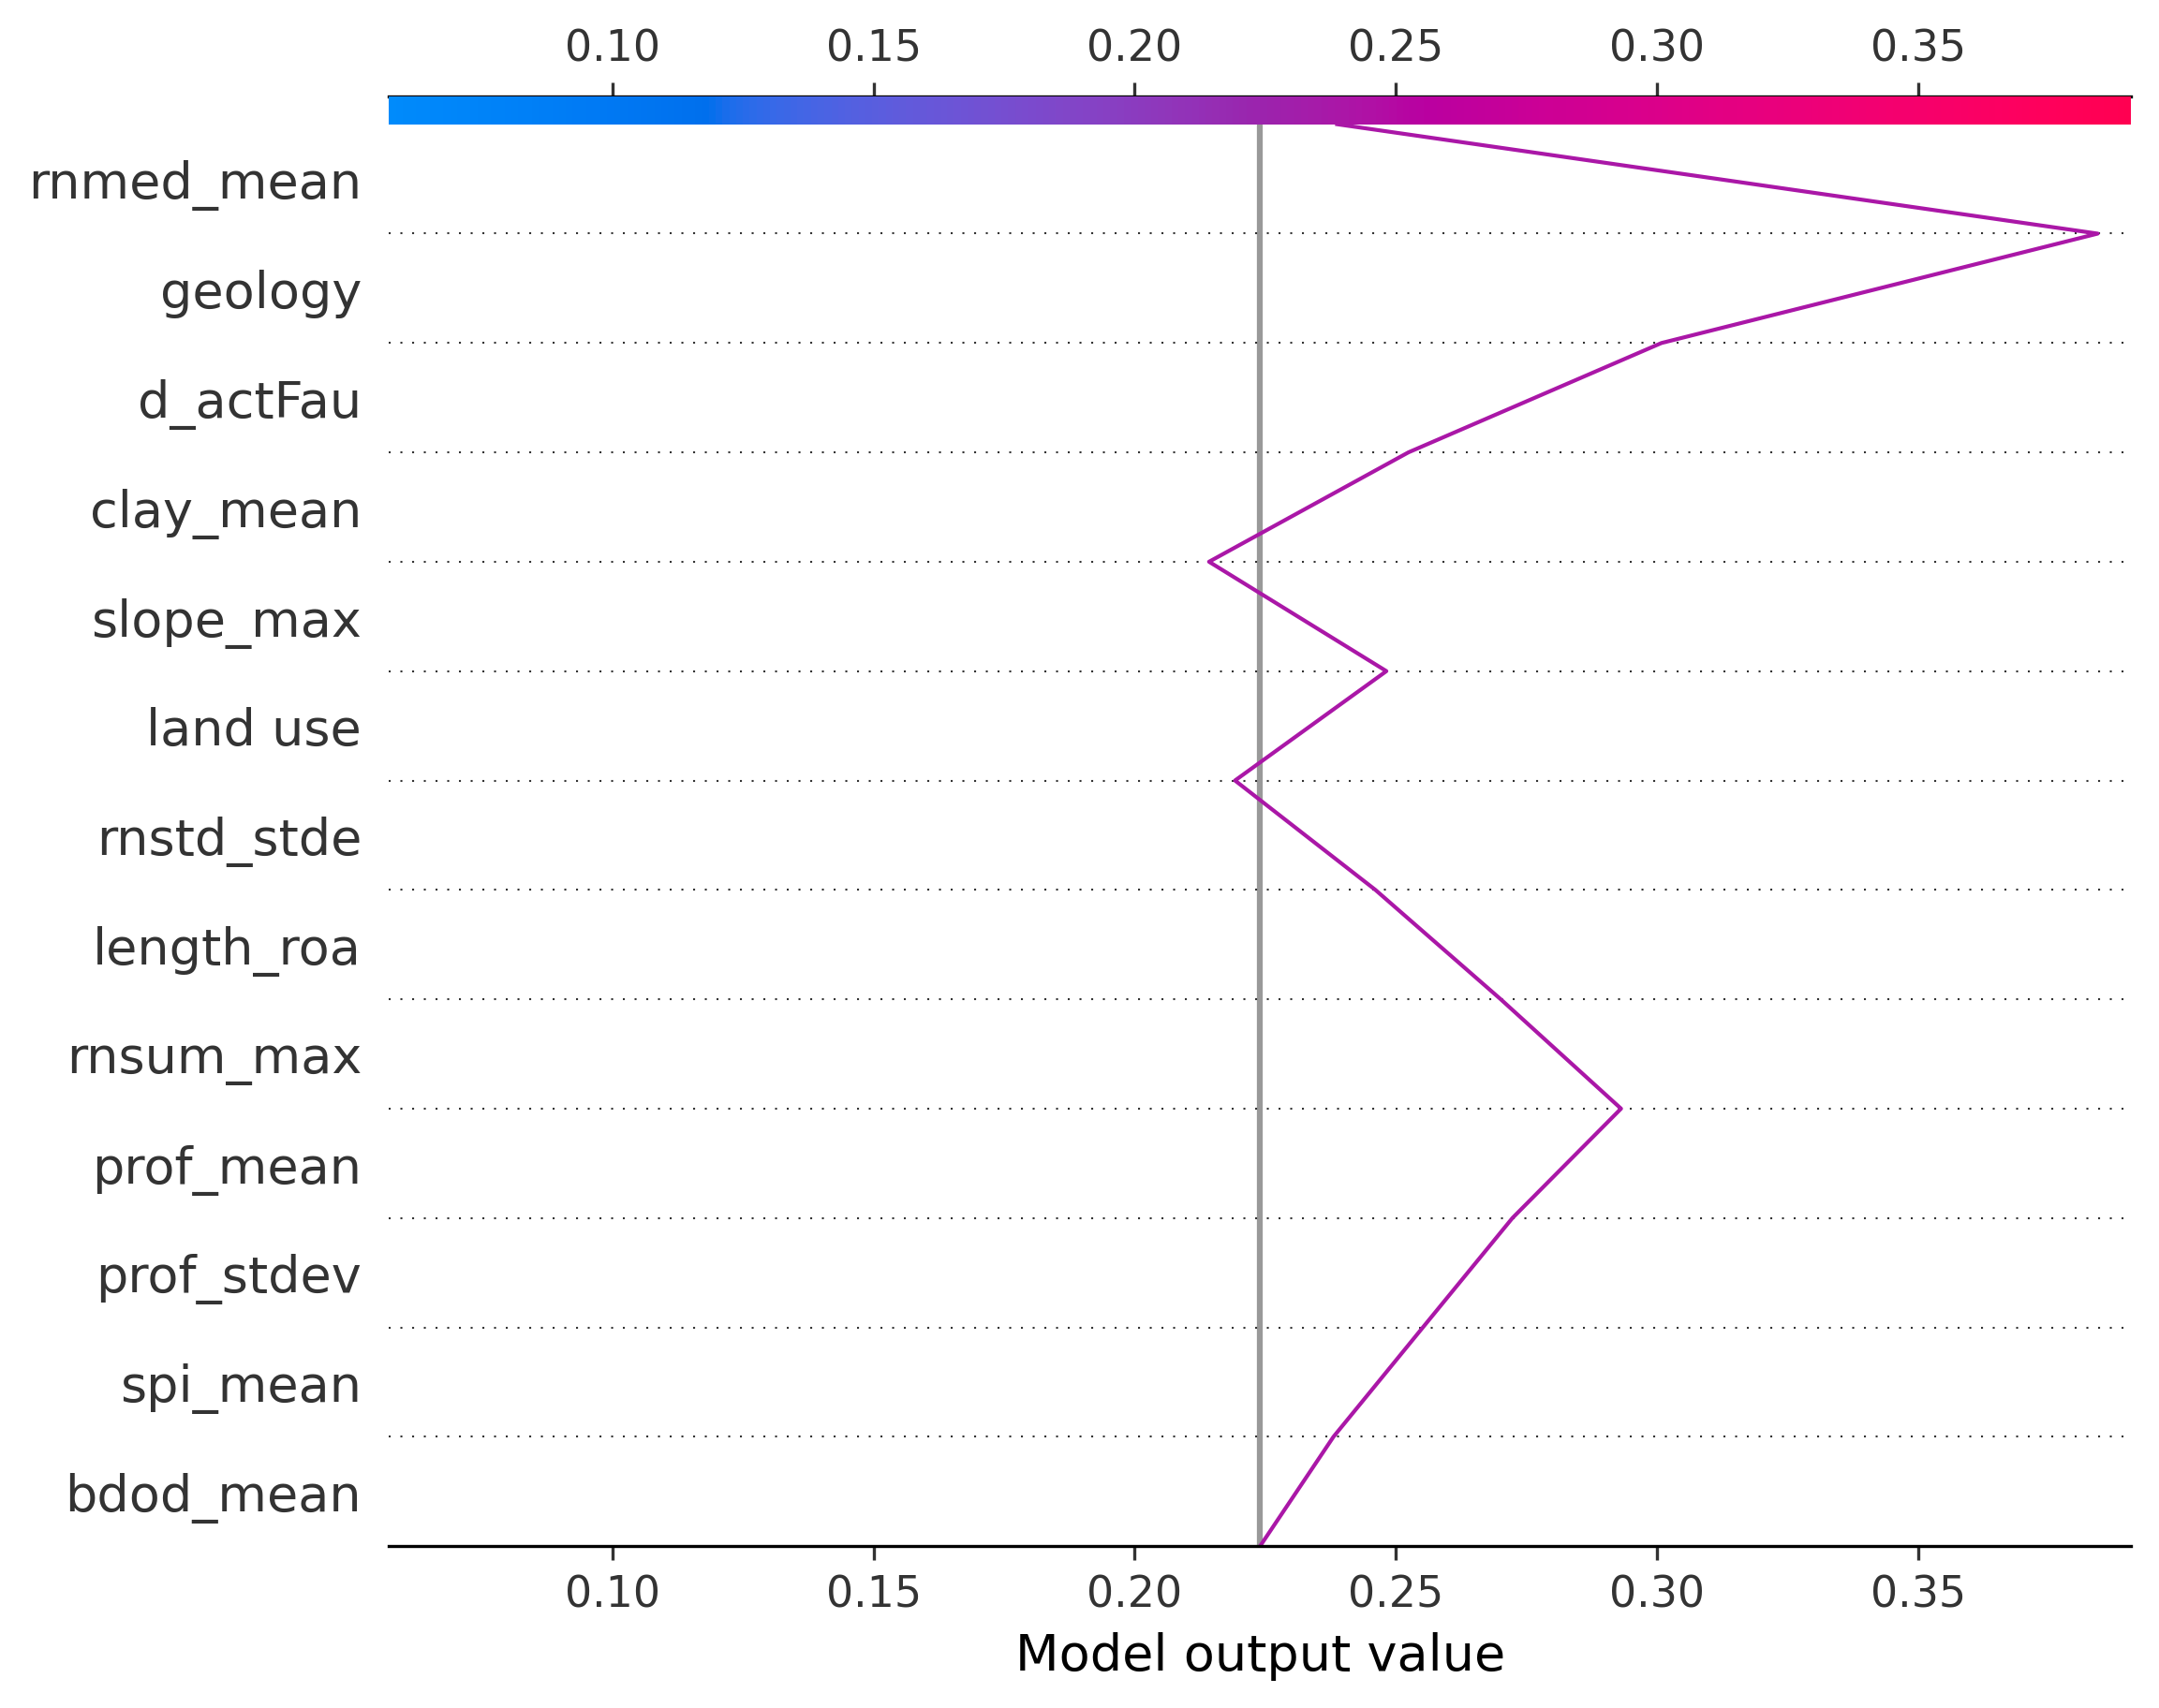 0.10 0.15 0.20 0.25 0.30 0.35
rnmed_mean
geology
d_actFau
clay_mean
slope_max
land use
rnstd_stde
length_roa
rnsum_max
prof_mean
prof_stdev
spi_mean
bdod_mean
0.10 0.15 0.20 0.25 0.30 0.35
Model output value